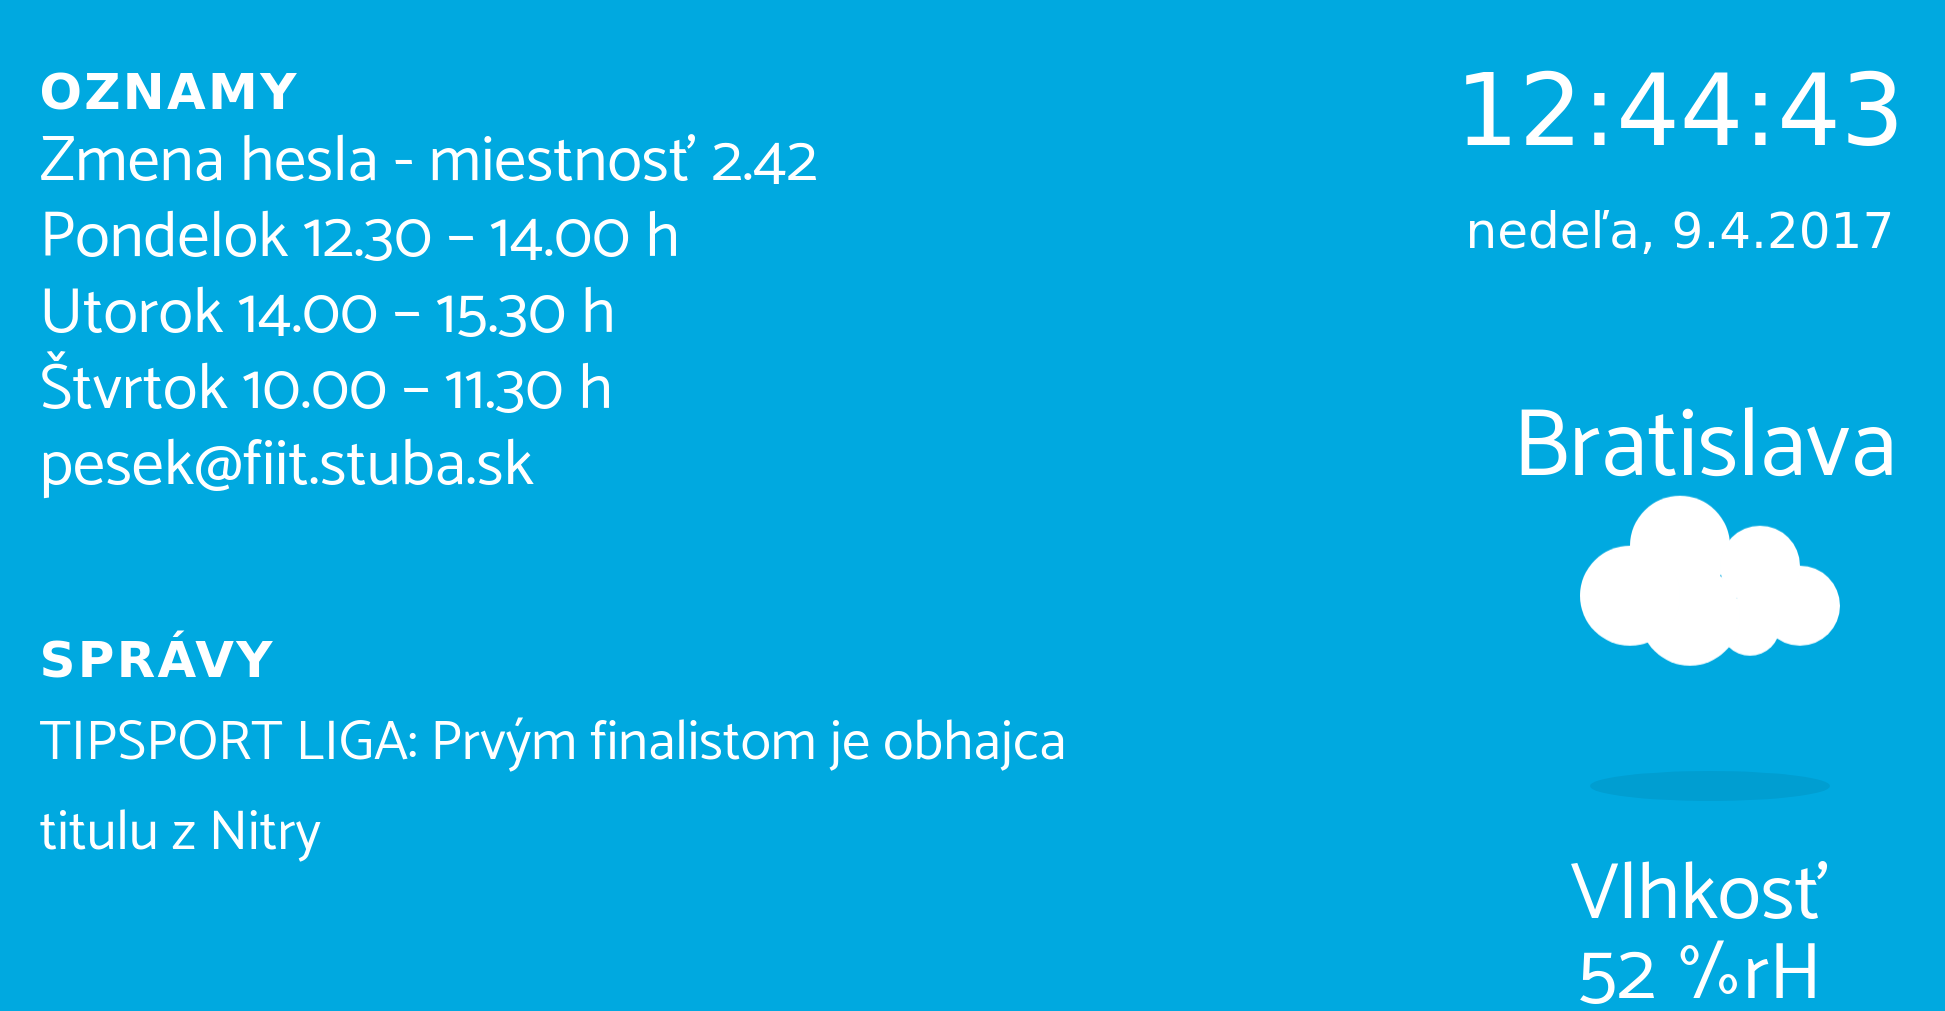 OZNAMY
Zmena hesla - miestnosť 2.42
Pondelok 12.30 – 14.00 h
Utorok 14.00 – 15.30 h
Štvrtok 10.00 – 11.30 h
pesek@fiit.stuba.sk
SPRÁVY
TIPSPORT LIGA: Prvým finalistom je obhajca
titulu z Nitry
12:44:43
nedeľa, 9.4.2017
Bratislava
Vlhkosť
52 %rH